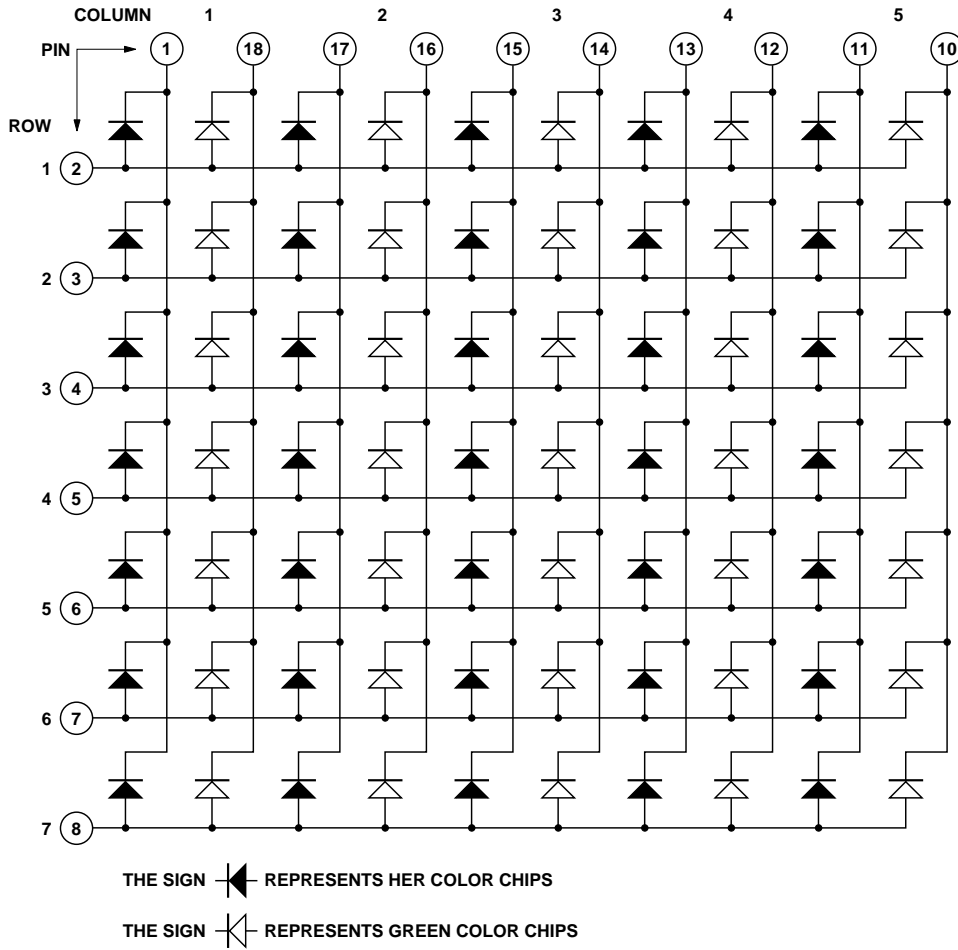 COLUMN 1 2 3 4 5
PIN 1 18 17 16 15 14 13 12 11 10
ROW
1 2
2 3
3 4
4 5
5 6
6 7
7 8
THE SIGN REPRESENTS HER COLOR CHIPS
THE SIGN REPRESENTS GREEN COLOR CHIPS